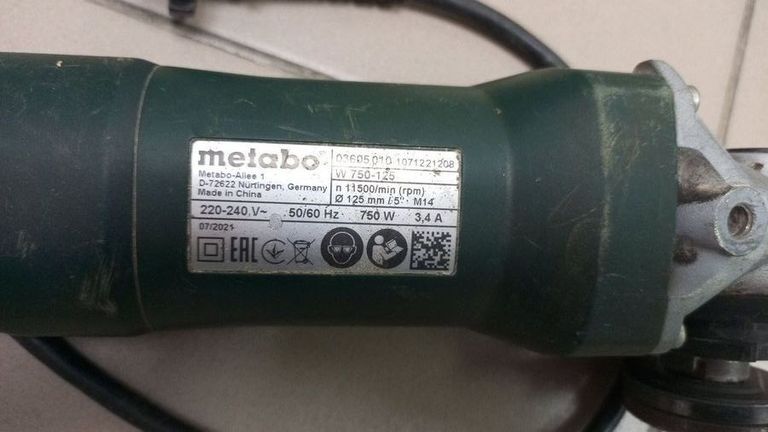 metabo
Metabo-Allee 1
D-72622 Nürtingen, Germany
Made in China
03605010 1071221208
W 750-125
n 11500/min (rpm)
Ø 125 mm / 5" · M14
220-240 V~ 50/60 Hz 750 W 3,4 A
07/2021
EAC